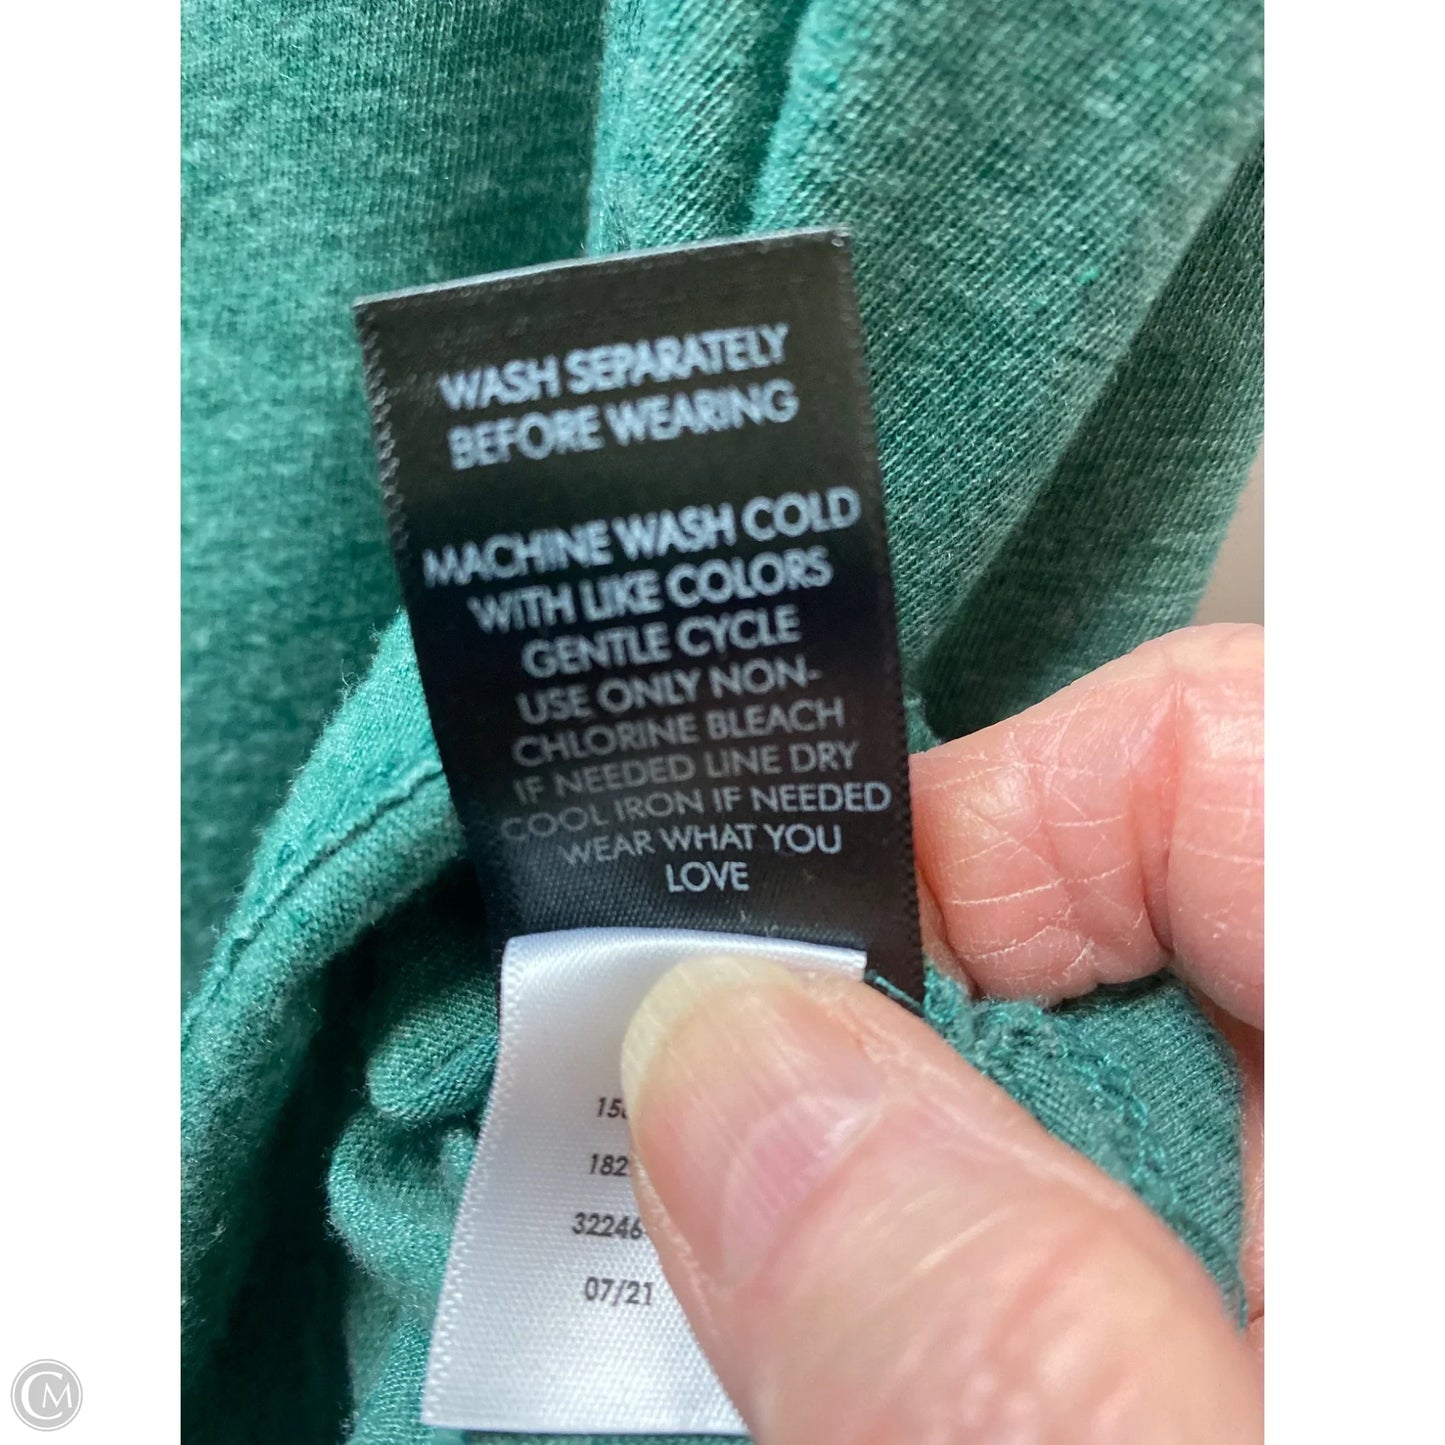 WASH SEPARATELY
BEFORE WEARING
MACHINE WASH COLD
WITH LIKE COLORS
GENTLE CYCLE
USE ONLY NON-
CHLORINE BLEACH
IF NEEDED LINE DRY
COOL IRON IF NEEDED
WEAR WHAT YOU
LOVE
07/21
CM